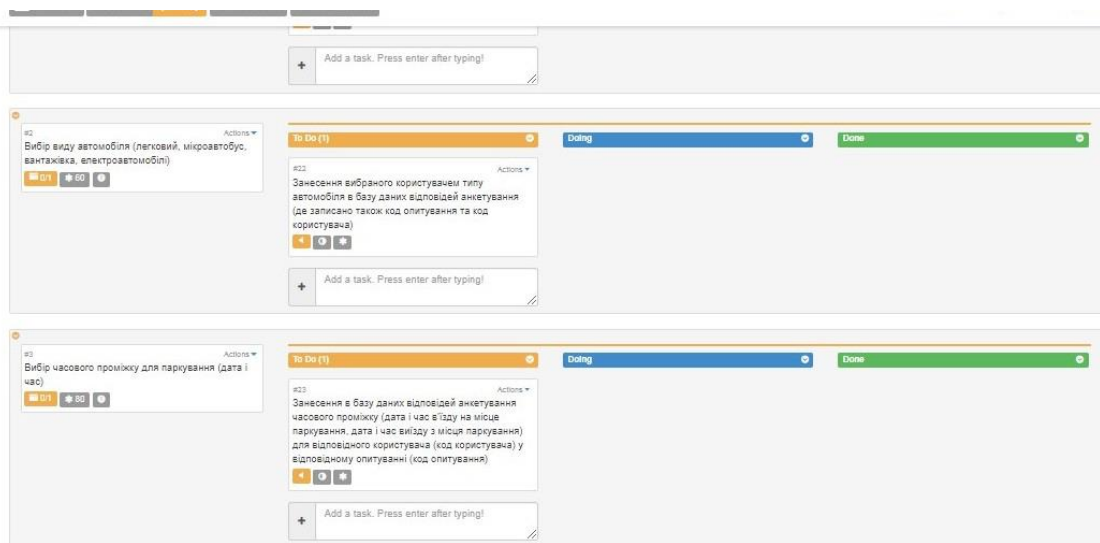 Add a task. Press enter after typing!
#2 Actions
Вибір виду автомобіля (легковий, мікроавтобус,
вантажівка, електроавтомобілі)
0/1 60
To Do (1)
Doing
Done
#22 Actions
Занесення вибраного користувачем типу
автомобіля в базу даних відповідей анкетування
(де записано також код опитування та код
користувача)
Add a task. Press enter after typing!
#3 Actions
Вибір часового проміжку для паркування (дата і
час)
0/1 80
To Do (1)
Doing
Done
#23 Actions
Занесення в базу даних відповідей анкетування
часового проміжку (дата і час в'їзду на місце
паркування, дата і час виїзду з місця паркування)
для відповідного користувача (код користувача) у
відповідному опитуванні (код опитування)
Add a task. Press enter after typing!